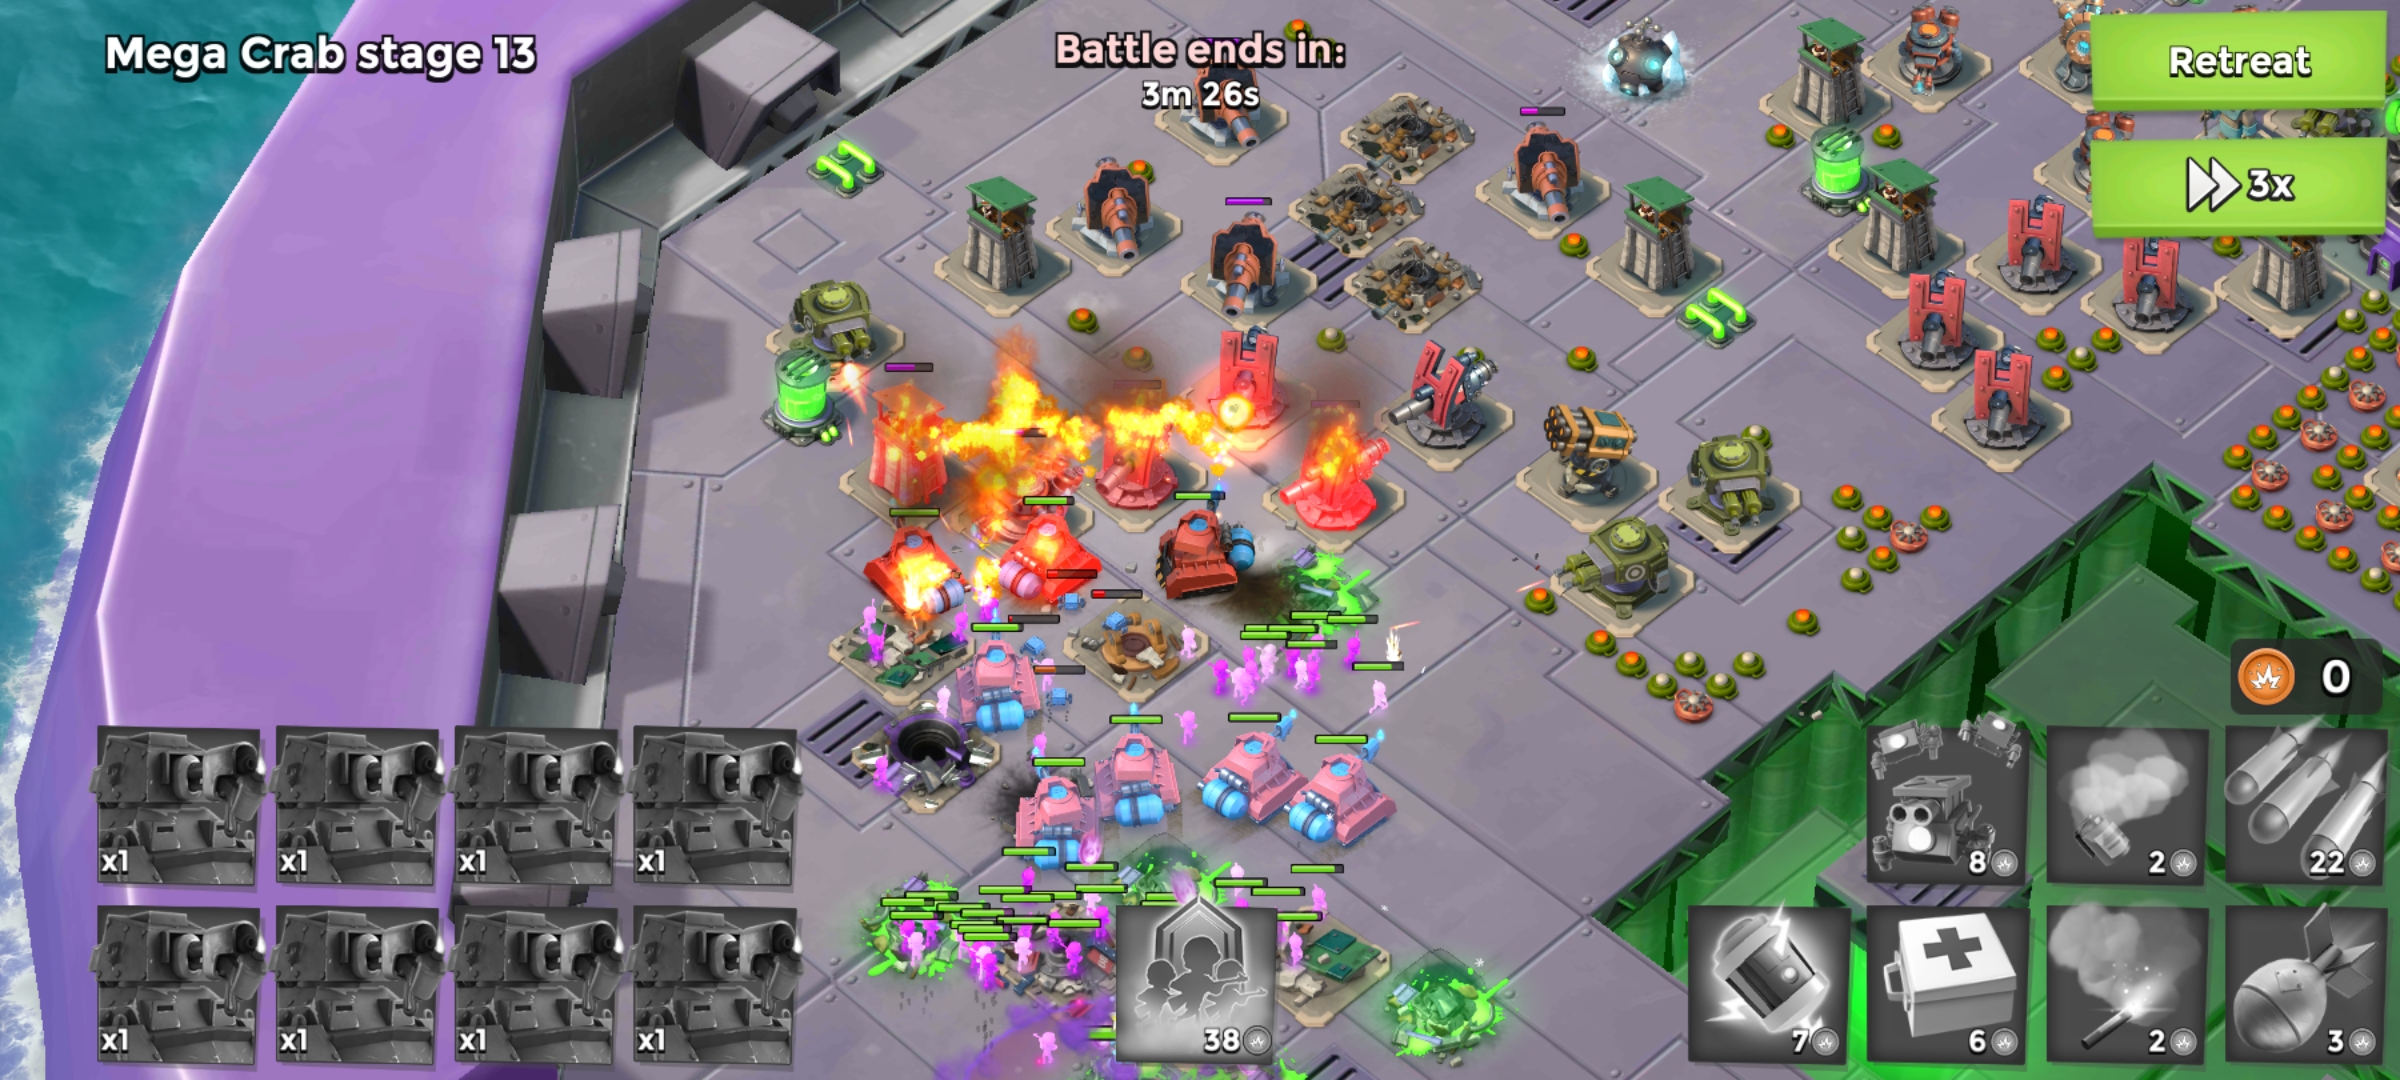 Mega Crab stage 13
Battle ends in:
3m 26s
Retreat
3x
0
x1
x1
x1
x1
8
2
22
x1
x1
x1
x1
38
7
6
2
3